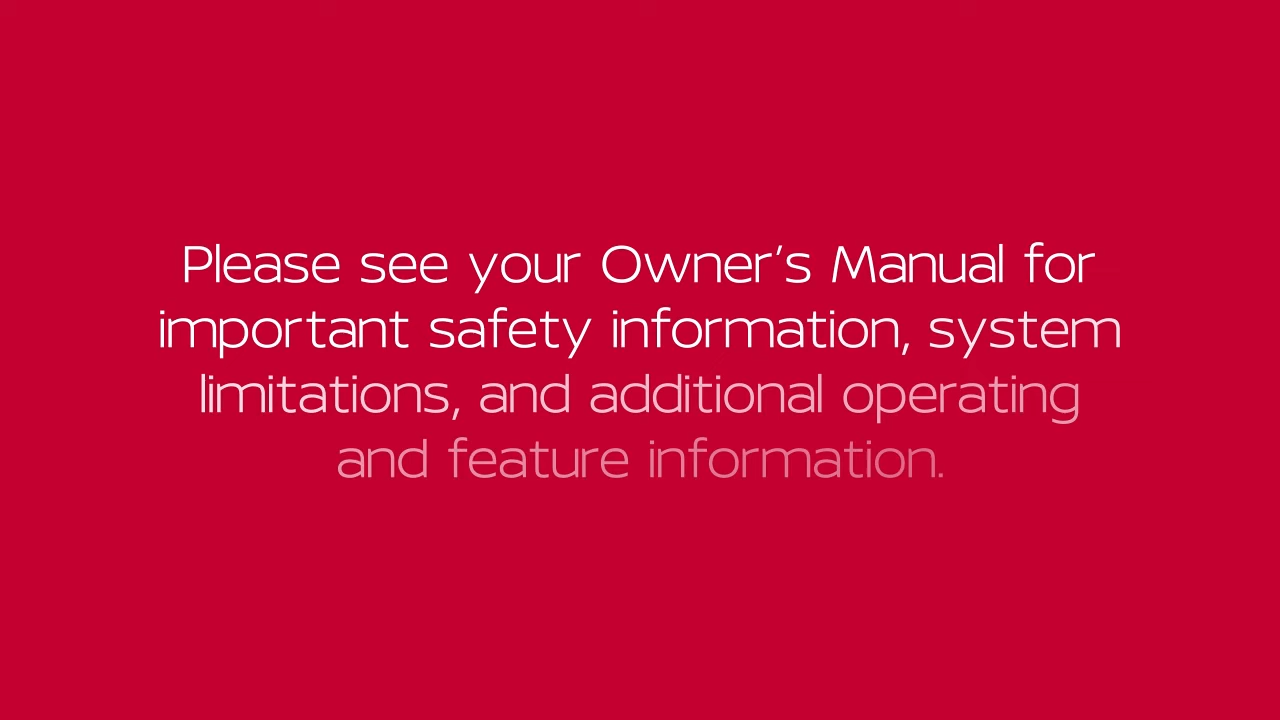 Please see your Owner’s Manual for
important safety information, system
limitations, and additional operating
and feature information.